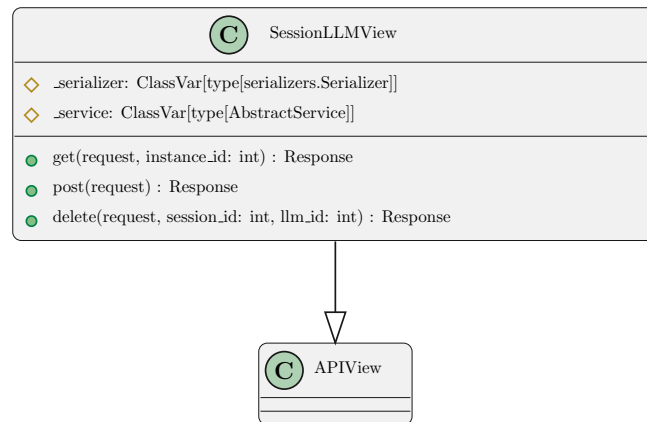 C SessionLLMView
_serializer: ClassVar[type[serializers.Serializer]]
_service: ClassVar[type[AbstractService]]
get(request, instance_id: int) : Response
post(request) : Response
delete(request, session_id: int, llm_id: int) : Response
C APIView